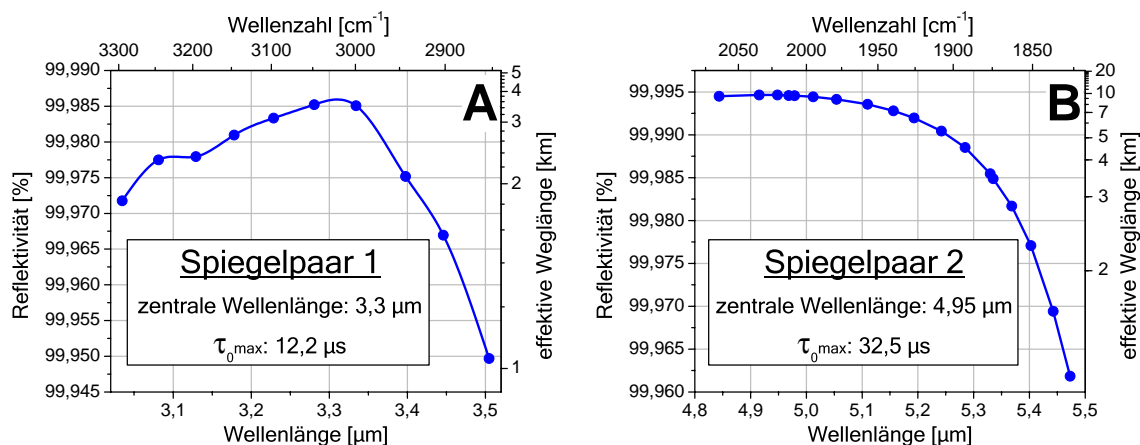 Wellenzahl [cm⁻¹]
3300 3200 3100 3000 2900
A
Reflektivität [%]
99,990
99,985
99,980
99,975
99,970
99,965
99,960
99,955
99,950
99,945
5
4
3
2
1
effektive Weglänge [km]
Spiegelpaar 1
zentrale Wellenlänge: 3,3 µm
τ₀max: 12,2 µs
3,1 3,2 3,3 3,4 3,5
Wellenlänge [µm]
Wellenzahl [cm⁻¹]
2050 2000 1950 1900 1850
B
Reflektivität [%]
99,995
99,990
99,985
99,980
99,975
99,970
99,965
99,960
20
10
7
5
4
3
2
effektive Weglänge [km]
Spiegelpaar 2
zentrale Wellenlänge: 4,95 µm
τ₀max: 32,5 µs
4,8 4,9 5,0 5,1 5,2 5,3 5,4 5,5
Wellenlänge [µm]